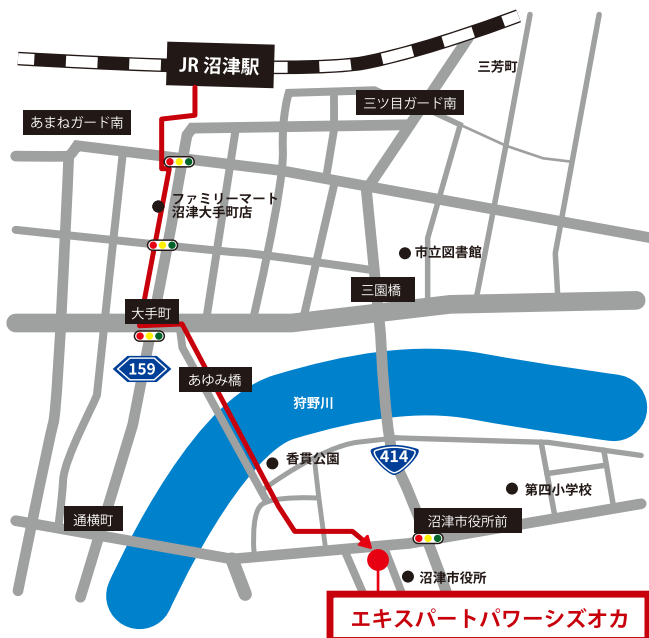 JR 沼津駅
三芳町
三ツ目ガード南
あまねガード南
ファミリーマート
沼津大手町店
市立図書館
三園橋
大手町
159
あゆみ橋
狩野川
香貫公園
414
第四小学校
通横町
沼津市役所前
沼津市役所
エキスパートパワーシズオカ